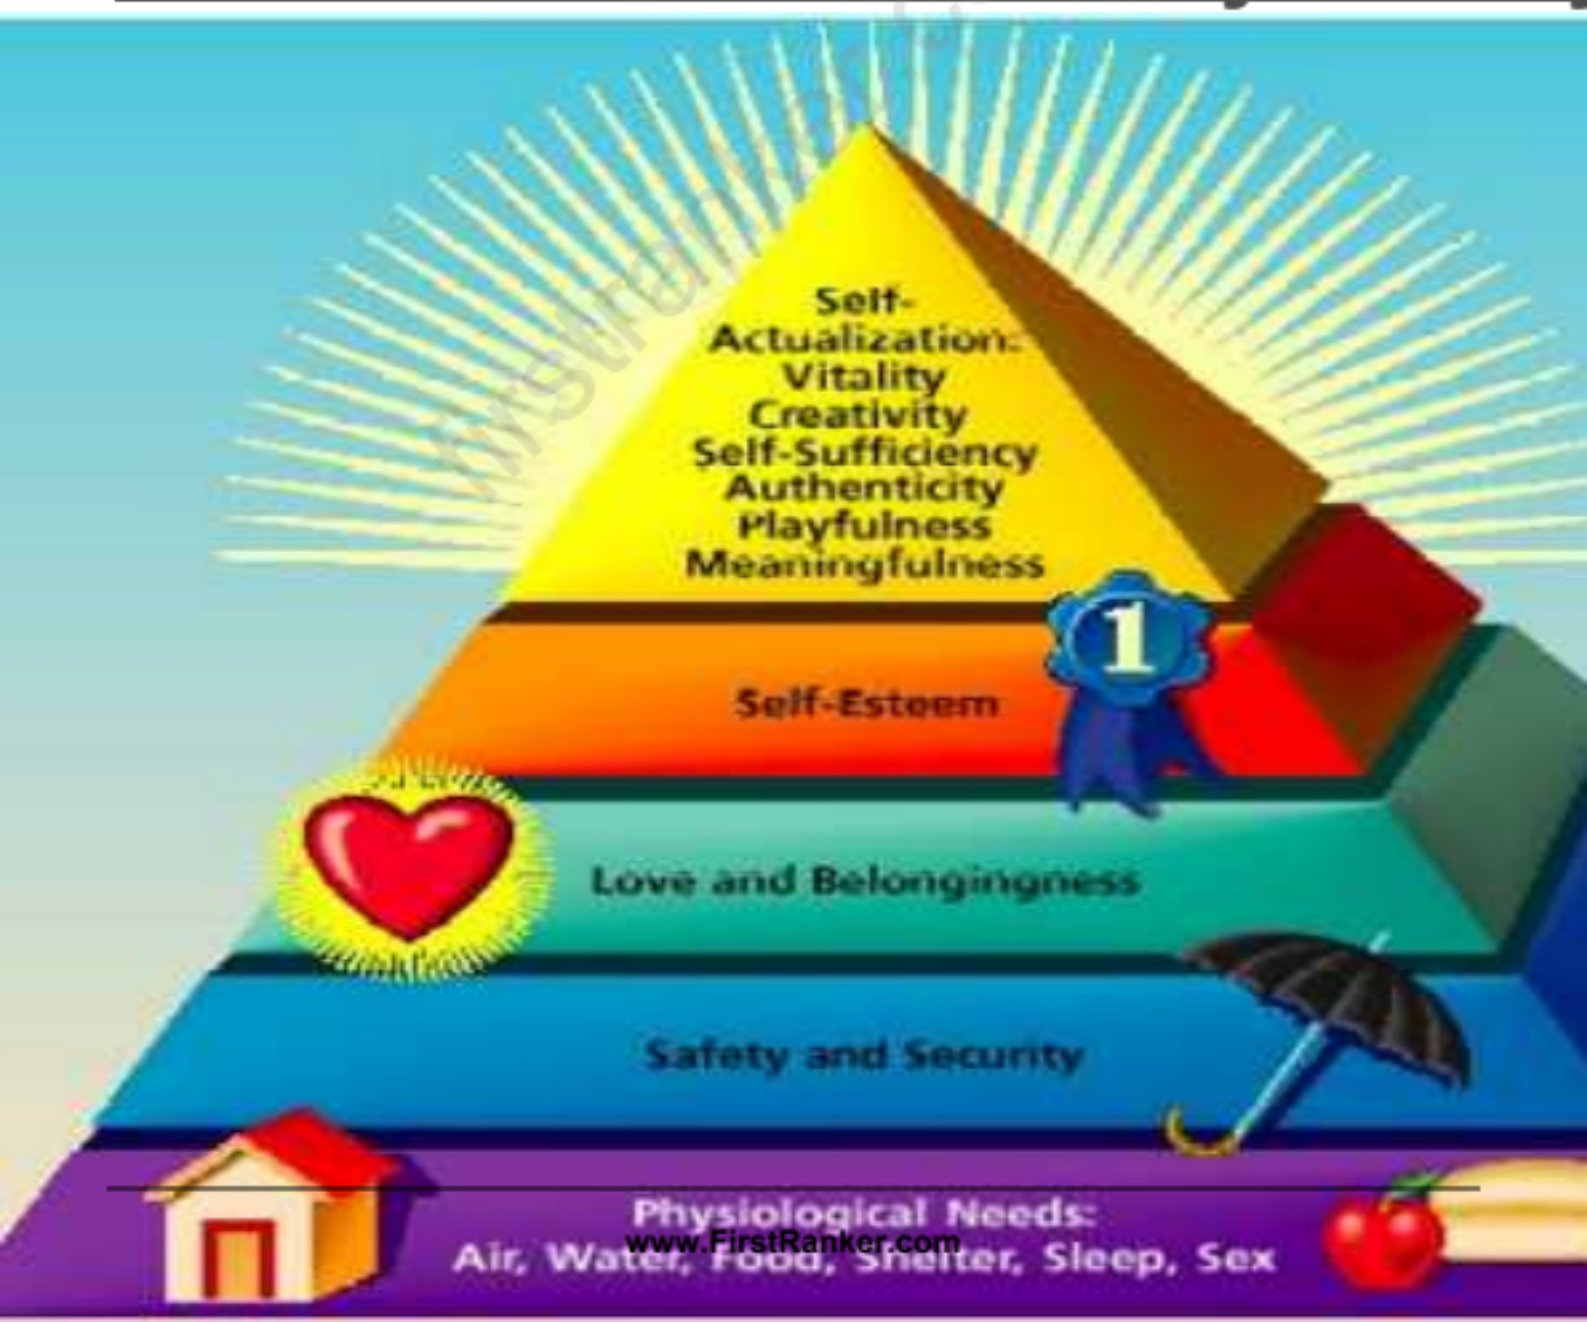 Self-
Actualization:
Vitality
Creativity
Self-Sufficiency
Authenticity
Playfulness
Meaningfulness
1
Self-Esteem
Love and Belongingness
Safety and Security
Physiological Needs:
www.FirstRanker.com
Air, Water, Food, Shelter, Sleep, Sex